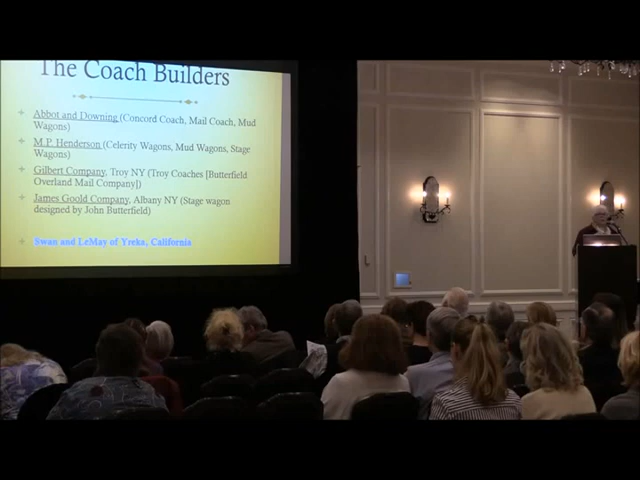 The Coach Builders
Abbot and Downing (Concord Coach, Mail Coach, Mud
Wagons)
M.P. Henderson (Celerity Wagons, Mud Wagons, Stage
Wagons)
Gilbert Company, Troy NY (Troy Coaches [Butterfield
Overland Mail Company])
James Goold Company, Albany NY (Stage wagon
designed by John Butterfield)
Swan and LeMay of Yreka, California